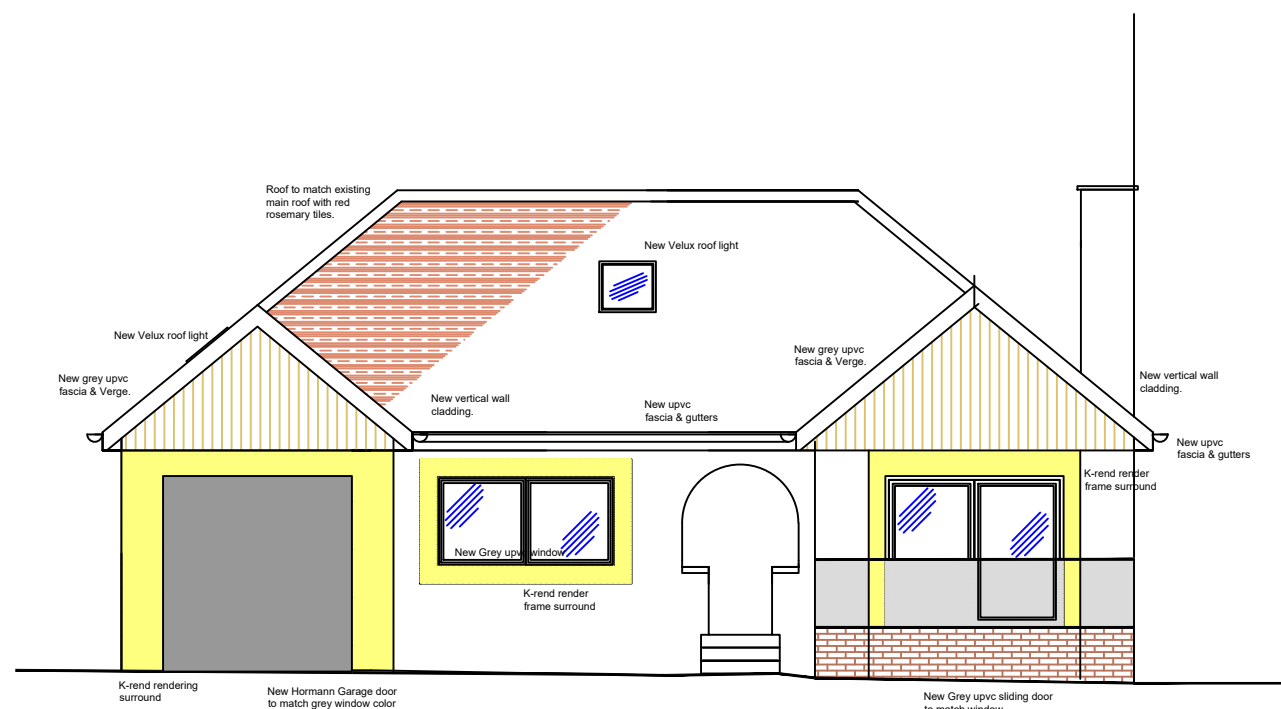 Roof to match existing
main roof with red
rosemary tiles.
New Velux roof light
New Velux roof light
New grey upvc
fascia & Verge.
New grey upvc
fascia & Verge.
New vertical wall
cladding.
New vertical wall
cladding.
New upvc
fascia & gutters
New upvc
fascia & gutters
K-rend render
frame surround
New Grey upvc window
K-rend render
frame surround
K-rend rendering
surround
New Hormann Garage door
to match grey window color
New Grey upvc sliding door
to match window